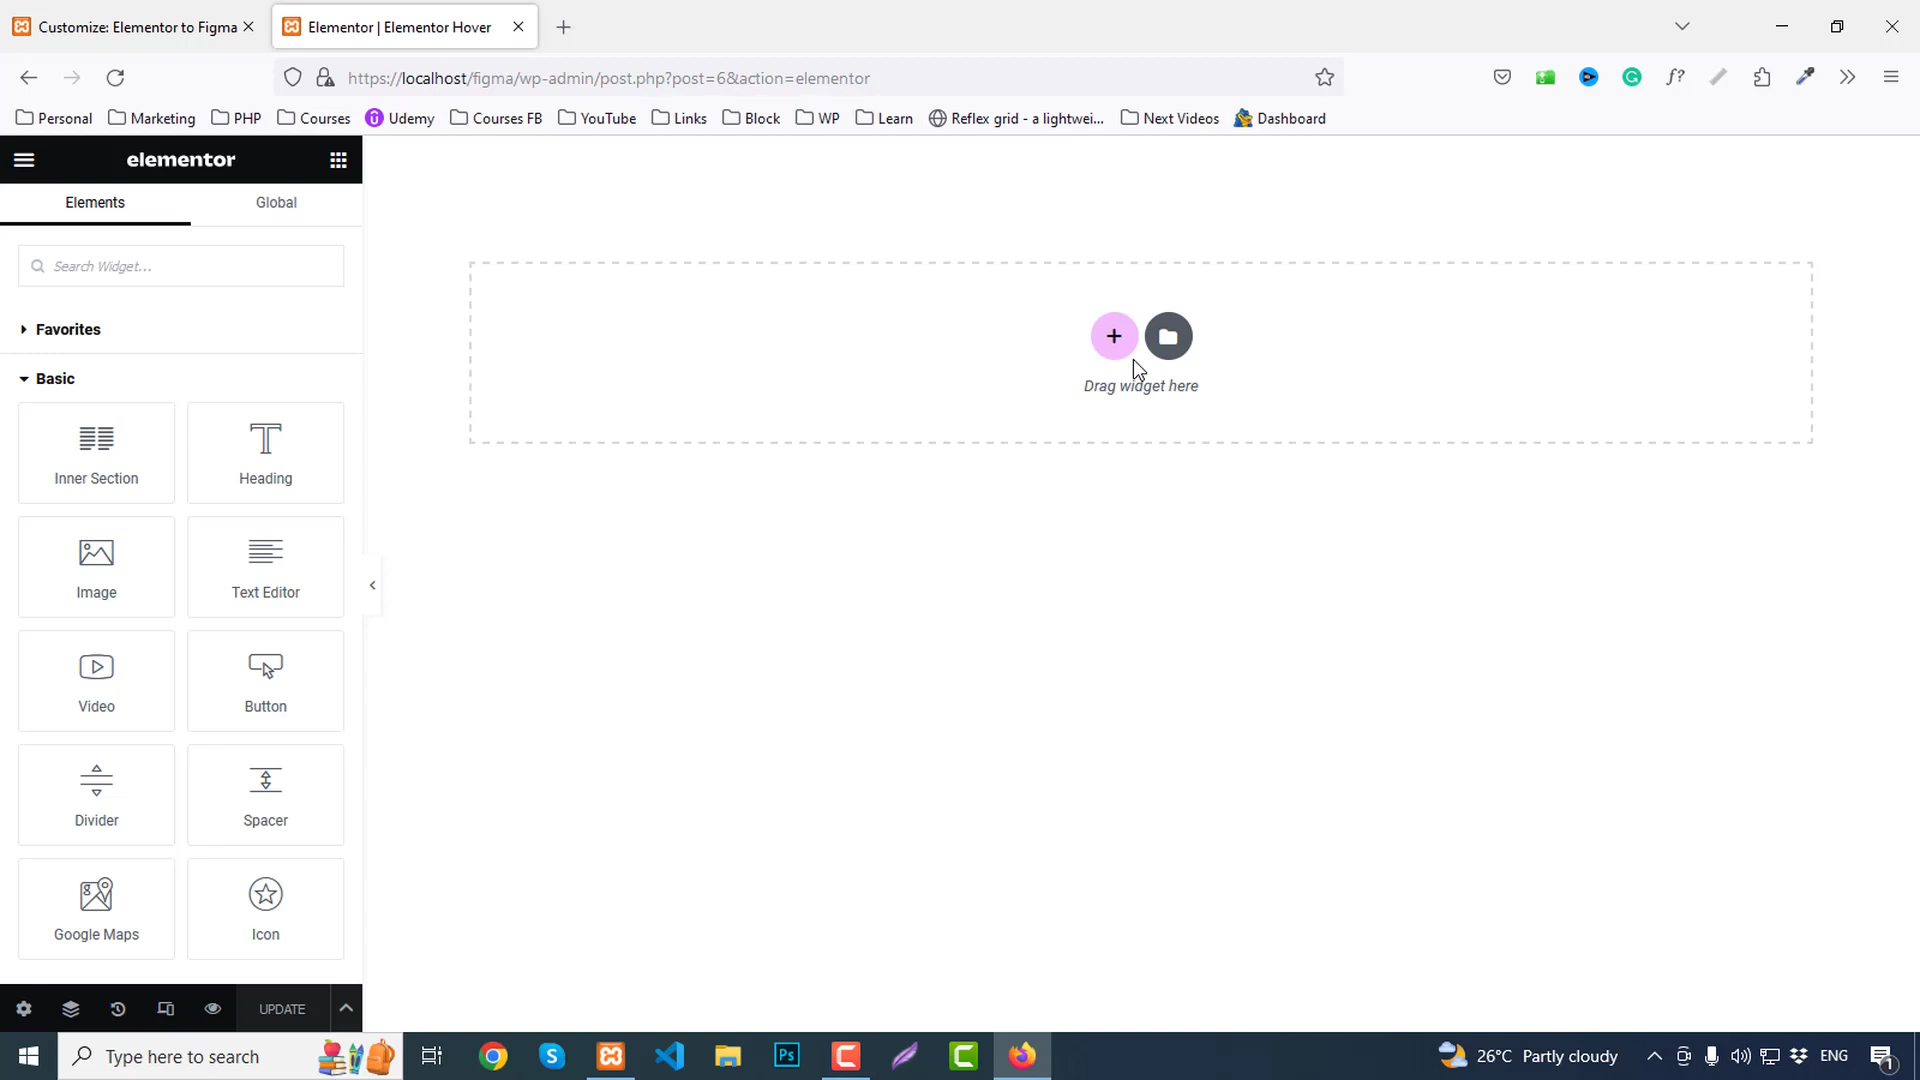 Customize: Elementor to Figma
Elementor | Elementor Hover
https://localhost/figma/wp-admin/post.php?post=6&action=elementor
f?
Personal
Marketing
PHP
Courses
Udemy
Courses FB
YouTube
Links
Block
WP
Learn
Reflex grid - a lightwei...
Next Videos
Dashboard
elementor
Elements
Global
Search Widget...
Favorites
Basic
Inner Section
Heading
Image
Text Editor
Video
Button
Divider
Spacer
Google Maps
Icon
Drag widget here
UPDATE
Type here to search
Ps
26°C Partly cloudy
ENG
1